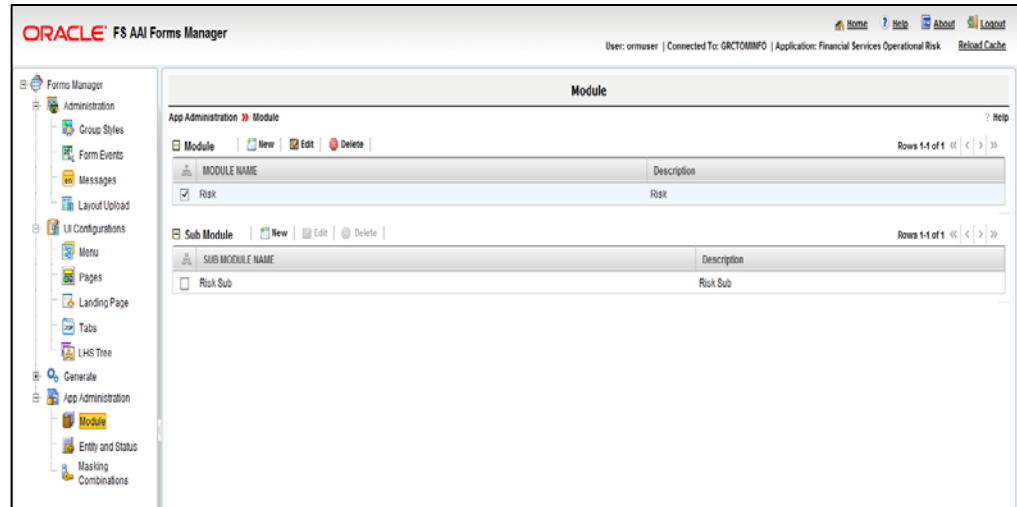 ORACLE FS AAI Forms Manager
Home Help About Logout
User: ormuser | Connected To: GRCTOMINFO | Application: Financial Services Operational Risk Reload Cache
Forms Manager
Administration
Group Styles
Form Events
Messages
Layout Upload
UI Configurations
Menu
Pages
Landing Page
Tabs
LHS Tree
Generate
App Administration
Module
Entity and Status
Masking
Combinations
Module
App Administration » Module ? Help
Module | New | Edit | Delete | Rows 1-1 of 1
MODULE NAME Description
Risk Risk
Sub Module | New | Edit | Delete | Rows 1-1 of 1
SUB MODULE NAME Description
Risk Sub Risk Sub